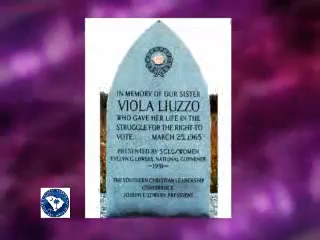 IN MEMORY OF OUR SISTER
VIOLA LIUZZO
WHO GAVE HER LIFE IN THE
STRUGGLE FOR THE RIGHT TO
VOTE... MARCH 25, 1965
PRESENTED BY SCLC/WOMEN
EVELYN G. LOWERY, NATIONAL CONVENER
1991
THE SOUTHERN CHRISTIAN LEADERSHIP
CONFERENCE
JOSEPH E. LOWERY, PRESIDENT